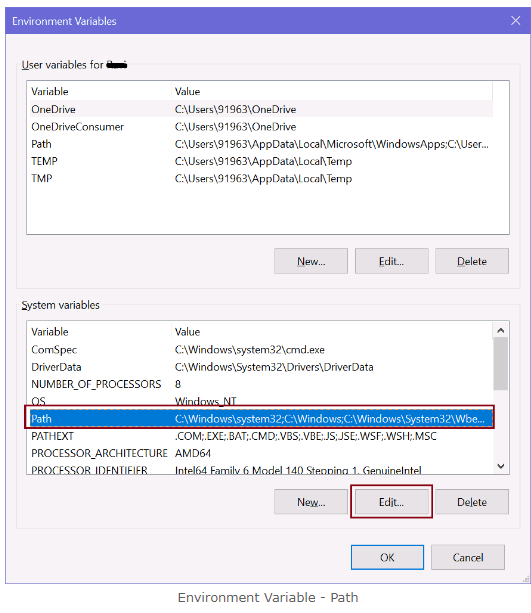 Environment Variables
User variables for
Variable Value
OneDrive C:\Users\91963\OneDrive
OneDriveConsumer C:\Users\91963\OneDrive
Path C:\Users\91963\AppData\Local\Microsoft\WindowsApps;C:\User...
TEMP C:\Users\91963\AppData\Local\Temp
TMP C:\Users\91963\AppData\Local\Temp
New... Edit... Delete
System variables
Variable Value
ComSpec C:\Windows\system32\cmd.exe
DriverData C:\Windows\System32\Drivers\DriverData
NUMBER_OF_PROCESSORS 8
OS Windows_NT
Path C:\Windows\system32;C:\Windows;C:\Windows\System32\Wbe...
PATHEXT .COM;.EXE;.BAT;.CMD;.VBS;.VBE;.JS;.JSE;.WSF;.WSH;.MSC
PROCESSOR_ARCHITECTURE AMD64
PROCESSOR_IDENTIFIER Intel64 Family 6 Model 140 Stepping 1, GenuineIntel
New... Edit... Delete
OK Cancel
Environment Variable - Path